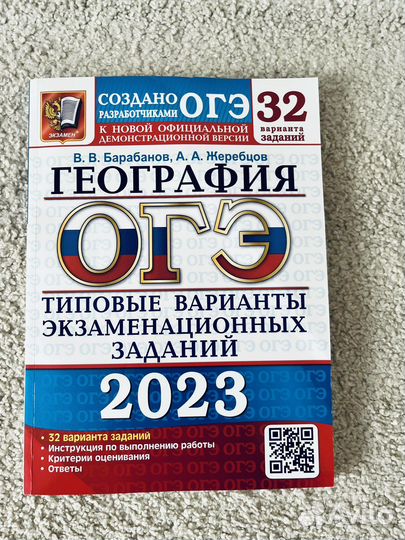 ЭКЗАМЕН
СОЗДАНО
РАЗРАБОТЧИКАМИ ОГЭ
К НОВОЙ ОФИЦИАЛЬНОЙ
ДЕМОНСТРАЦИОННОЙ ВЕРСИИ
32
варианта
заданий
В. В. Барабанов, А. А. Жеребцов
ГЕОГРАФИЯ
ОГЭ
ТИПОВЫЕ ВАРИАНТЫ
ЭКЗАМЕНАЦИОННЫХ
ЗАДАНИЙ
2023
• 32 варианта заданий
• Инструкция по выполнению работы
• Критерии оценивания
• Ответы
Avito